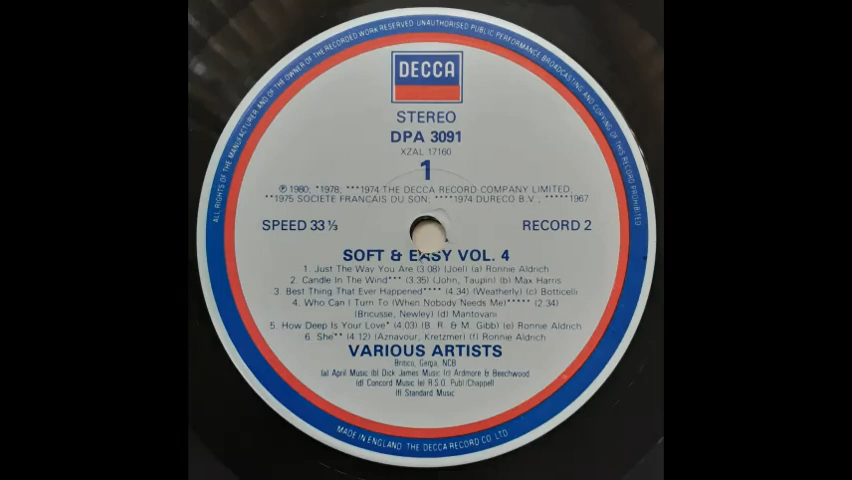 ALL RIGHTS OF THE MANUFACTURER AND OF THE OWNER OF THE RECORDED WORK RESERVED UNAUTHORISED PUBLIC PERFORMANCE BROADCASTING AND COPYING OF THIS RECORD PROHIBITED
DECCA
STEREO
DPA 3091
XZAL 17160
1
℗ 1980; *1978; ***1974 THE DECCA RECORD COMPANY LIMITED,
**1975 SOCIETE FRANCAIS DU SON; ****1974 DURECO B.V., *****1967
SPEED 33⅓ RECORD 2
SOFT & EASY VOL. 4
1. Just The Way You Are (3.08) (Joel) (a) Ronnie Aldrich
2. Candle In The Wind*** (3.35) (John, Taupin) (b) Max Harris
3. Best Thing That Ever Happened**** (4.34) (Weatherly) (c) Botticelli
4. Who Can I Turn To (When Nobody Needs Me)***** (2.34)
(Bricusse, Newley) (d) Mantovani
5. How Deep Is Your Love* (4.03) (B. R. & M. Gibb) (e) Ronnie Aldrich
6. She** (4.12) (Aznavour, Kretzmer) (f) Ronnie Aldrich
VARIOUS ARTISTS
Britico, Gerga, NCB
(a) April Music (b) Dick James Music (c) Ardmore & Beechwood
(d) Concord Music (e) R.S.O. Publ/Chappell
(f) Standard Music
MADE IN ENGLAND THE DECCA RECORD CO. LTD.